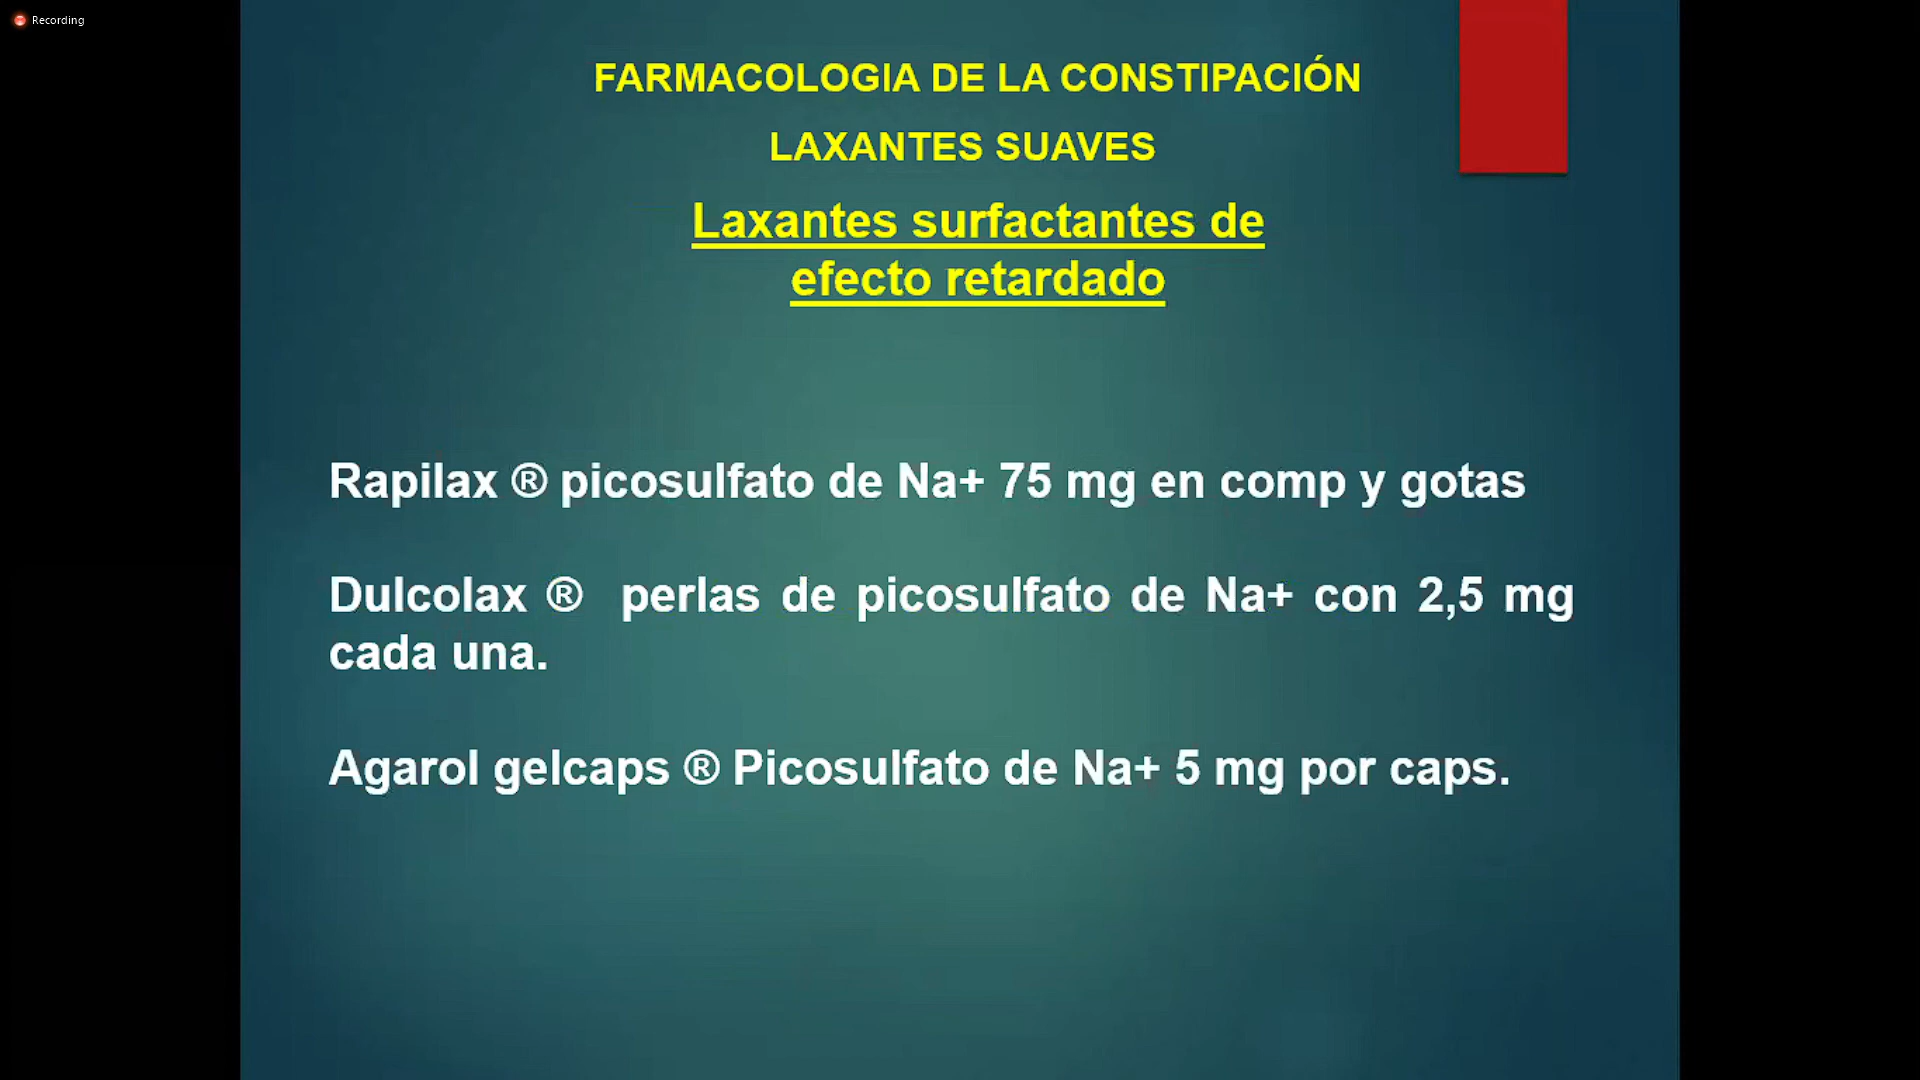 Recording
FARMACOLOGIA DE LA CONSTIPACIÓN
LAXANTES SUAVES
Laxantes surfactantes de
efecto retardado
Rapilax ® picosulfato de Na+ 75 mg en comp y gotas
Dulcolax ® perlas de picosulfato de Na+ con 2,5 mg
cada una.
Agarol gelcaps ® Picosulfato de Na+ 5 mg por caps.